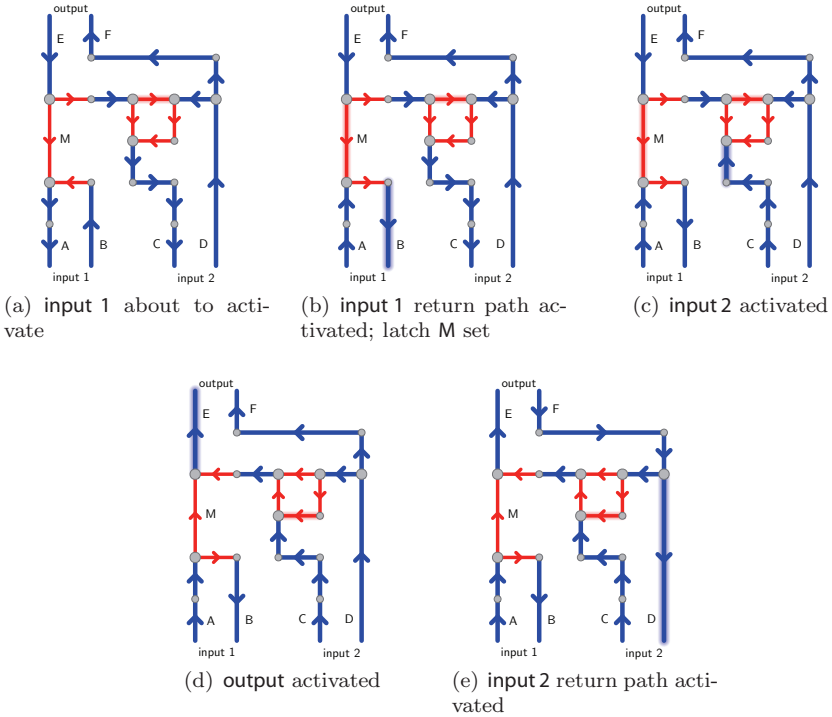 output
output
output
E
F
E
F
E
F
M
M
M
A
B
C
D
A
B
C
D
A
B
C
D
input 1
input 2
input 1
input 2
input 1
input 2
(a) input 1 about to acti-
vate
(b) input 1 return path ac-
tivated; latch M set
(c) input 2 activated
output
output
E
F
E
F
M
M
A
B
C
D
A
B
C
D
input 1
input 2
input 1
input 2
(d) output activated
(e) input 2 return path acti-
vated